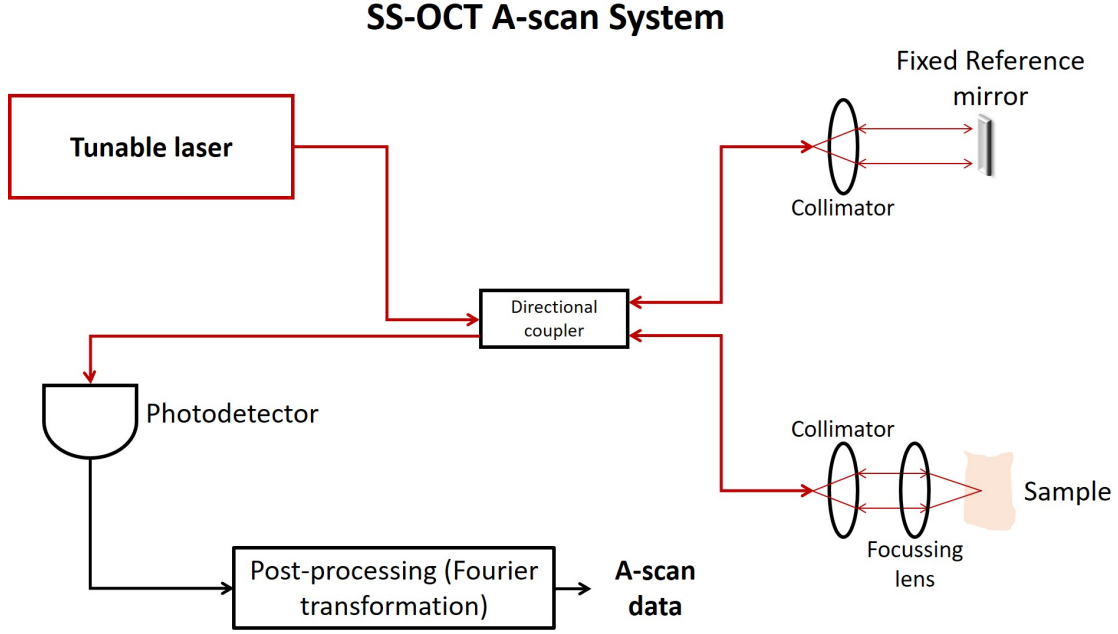 SS-OCT A-scan System
Fixed Reference
mirror
Tunable laser
Collimator
Directional
coupler
Photodetector
Collimator
Sample
Focussing
lens
Post-processing (Fourier
transformation)
A-scan
data